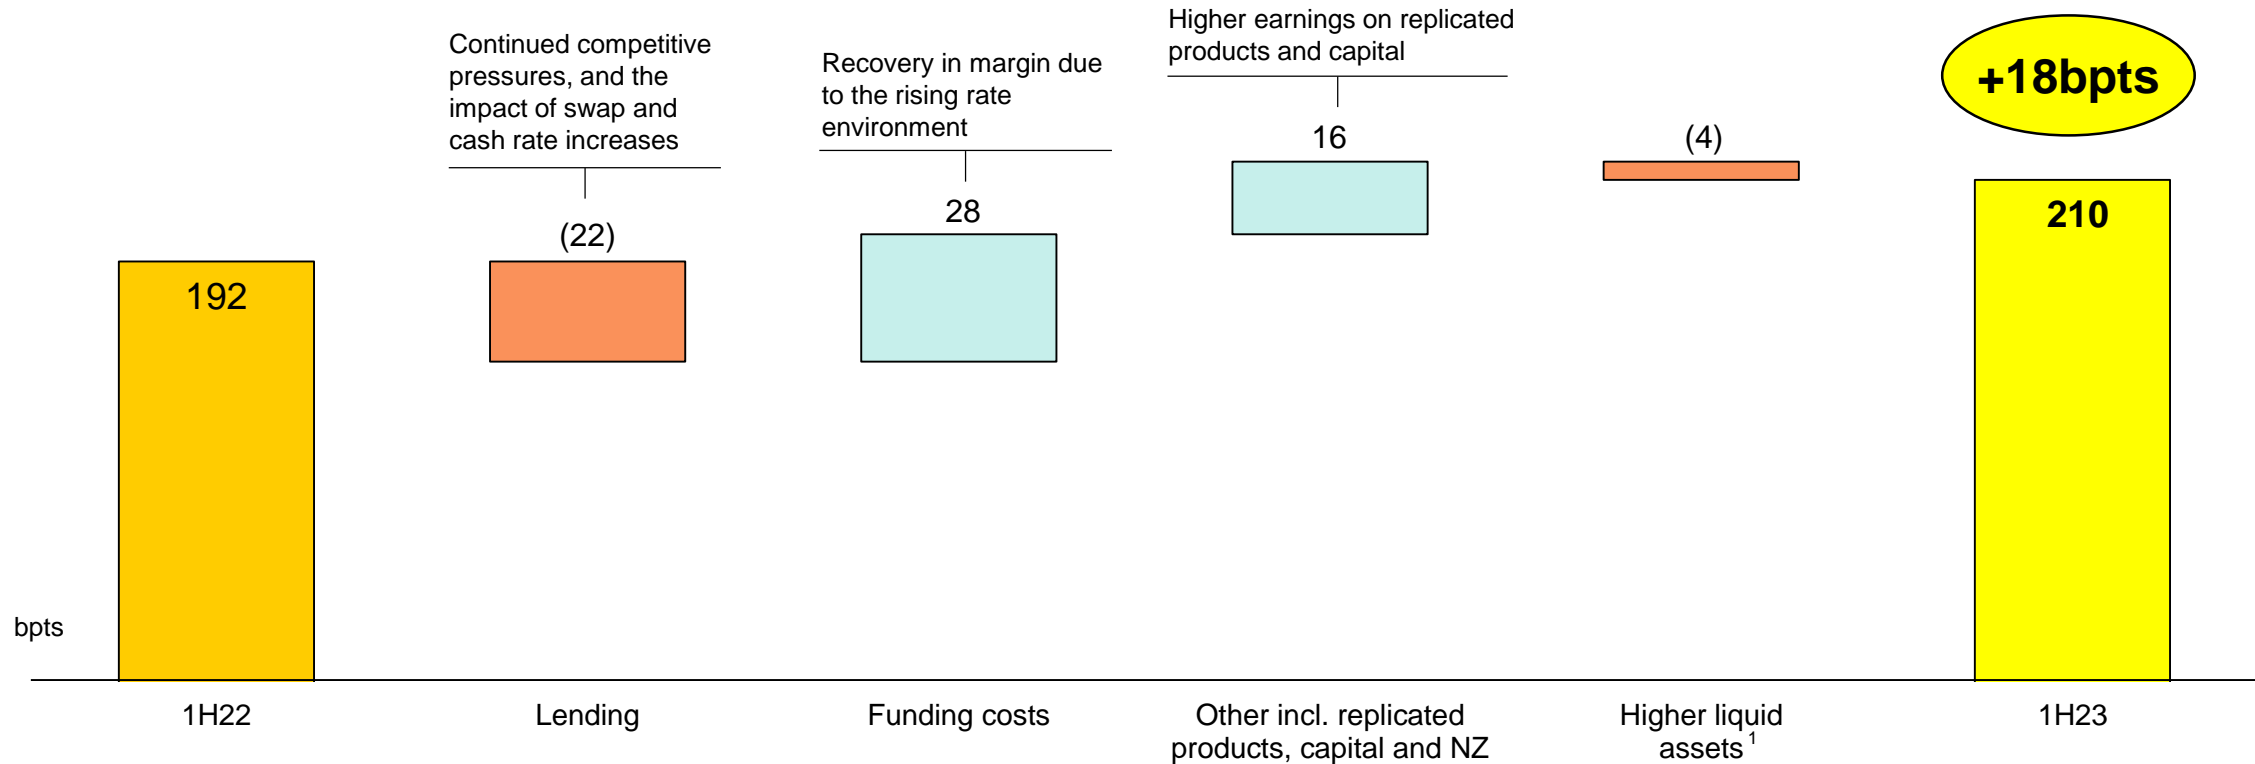 Continued competitive
pressures, and the
impact of swap and
cash rate increases
Recovery in margin due
to the rising rate
environment
Higher earnings on replicated
products and capital
+18bpts
192
(22)
28
16
(4)
210
bpts
1H22
Lending
Funding costs
Other incl. replicated
products, capital and NZ
Higher liquid
assets 1
1H23